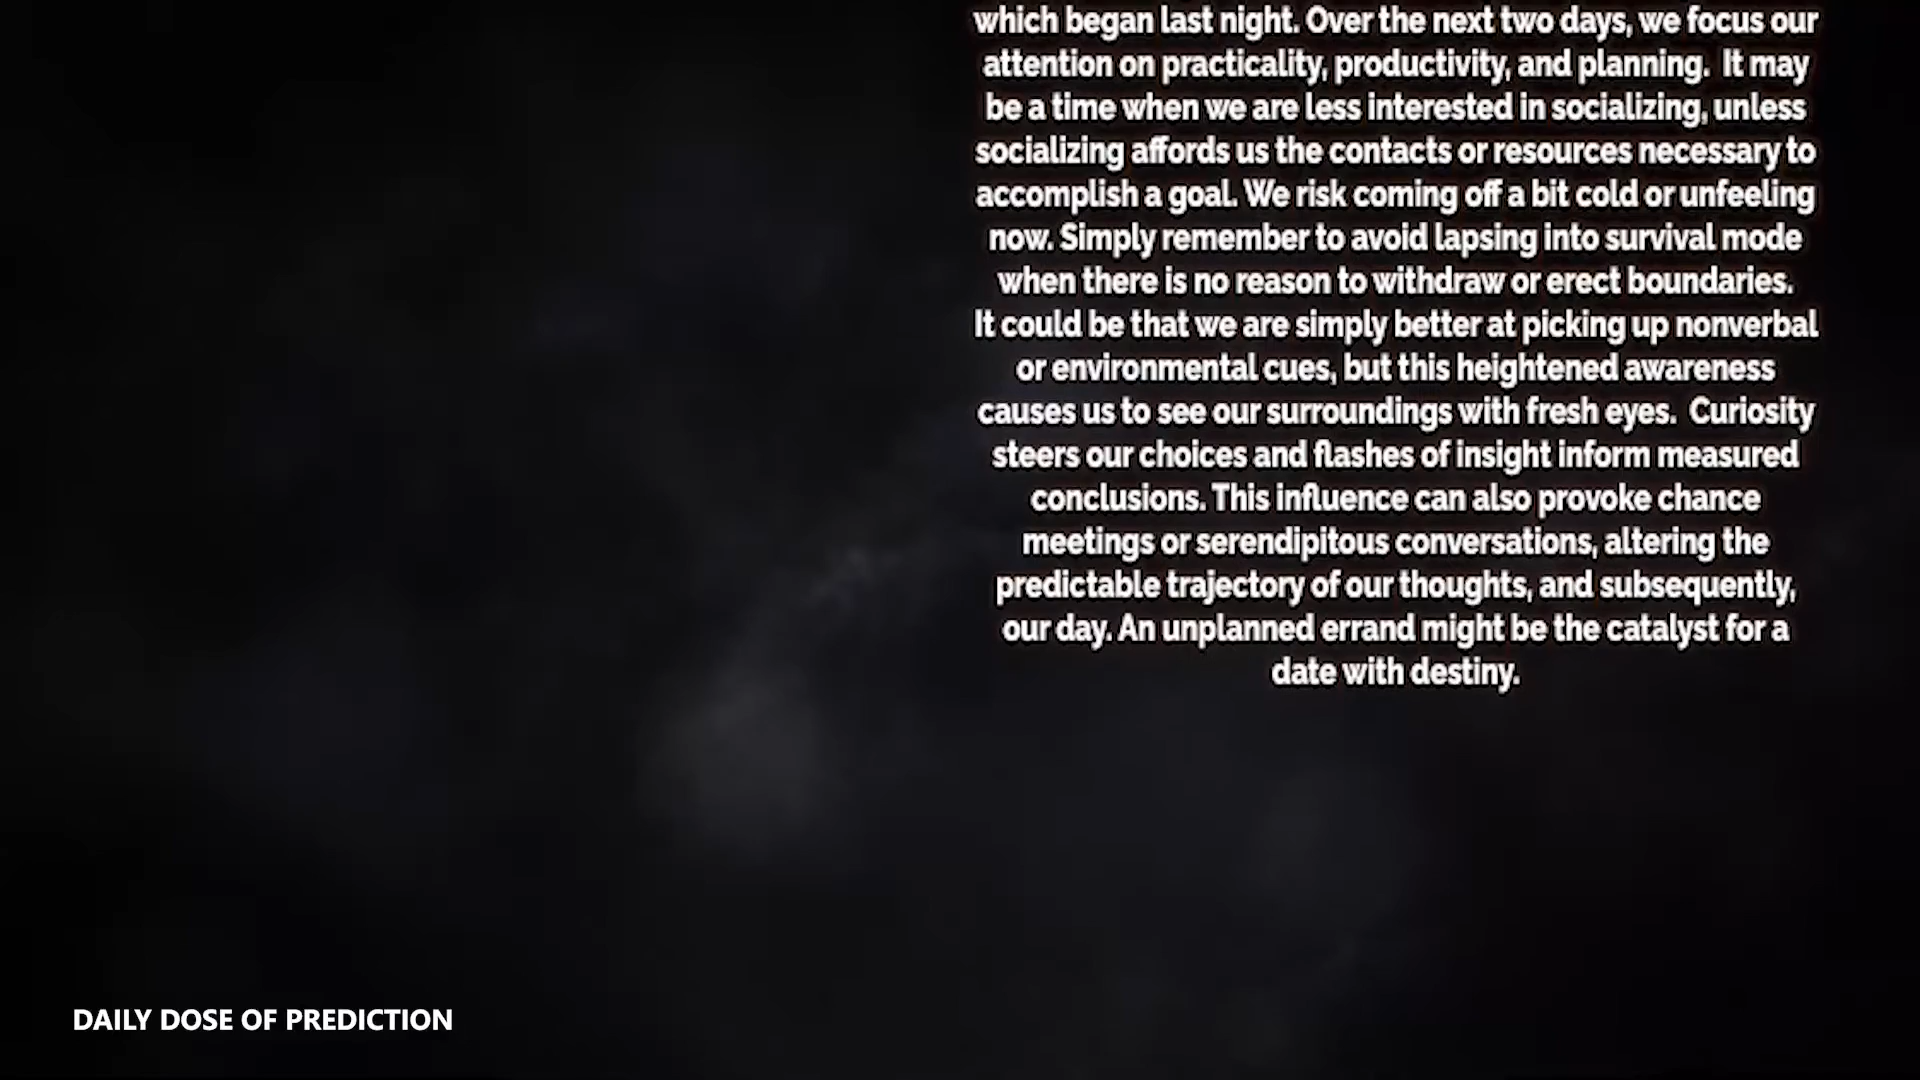 which began last night. Over the next two days, we focus our
attention on practicality, productivity, and planning. It may
be a time when we are less interested in socializing, unless
socializing affords us the contacts or resources necessary to
accomplish a goal. We risk coming off a bit cold or unfeeling
now. Simply remember to avoid lapsing into survival mode
when there is no reason to withdraw or erect boundaries.
It could be that we are simply better at picking up nonverbal
or environmental cues, but this heightened awareness
causes us to see our surroundings with fresh eyes. Curiosity
steers our choices and flashes of insight inform measured
conclusions. This influence can also provoke chance
meetings or serendipitous conversations, altering the
predictable trajectory of our thoughts, and subsequently,
our day. An unplanned errand might be the catalyst for a
date with destiny.
DAILY DOSE OF PREDICTION